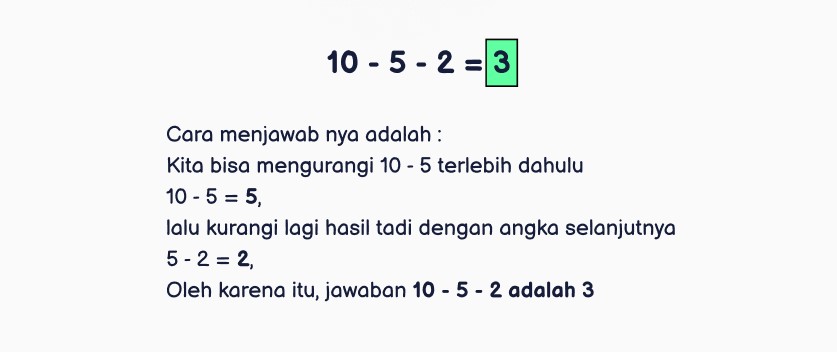 10 - 5 - 2 = 3
Cara menjawab nya adalah :
Kita bisa mengurangi 10 - 5 terlebih dahulu
10 - 5 = 5,
lalu kurangi lagi hasil tadi dengan angka selanjutnya
5 - 2 = 2,
Oleh karena itu, jawaban 10 - 5 - 2 adalah 3